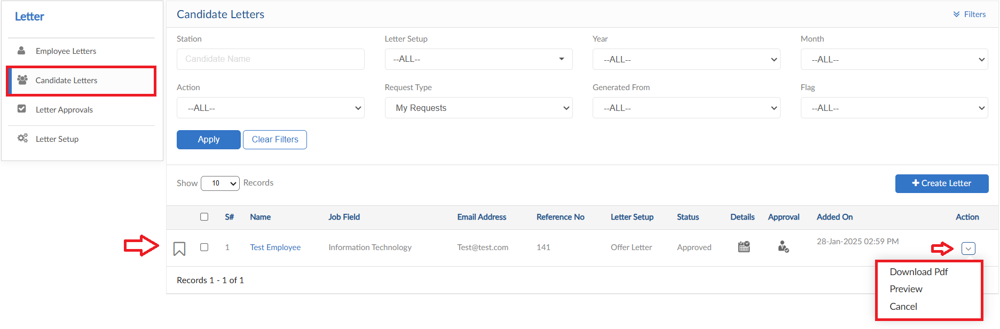 Letter
Employee Letters
Candidate Letters
Letter Approvals
Letter Setup
Candidate Letters
Filters
Station
Letter Setup
Year
Month
Candidate Name
--ALL--
--ALL--
--ALL--
Action
Request Type
Generated From
Flag
--ALL--
My Requests
--ALL--
--ALL--
Apply
Clear Filters
Show 10 Records
Create Letter
S# Name Job Field Email Address Reference No Letter Setup Status Details Approval Added On Action
1 Test Employee Information Technology Test@test.com 141 Offer Letter Approved 28-Jan-2025 02:59 PM
Records 1 - 1 of 1
Download Pdf
Preview
Cancel